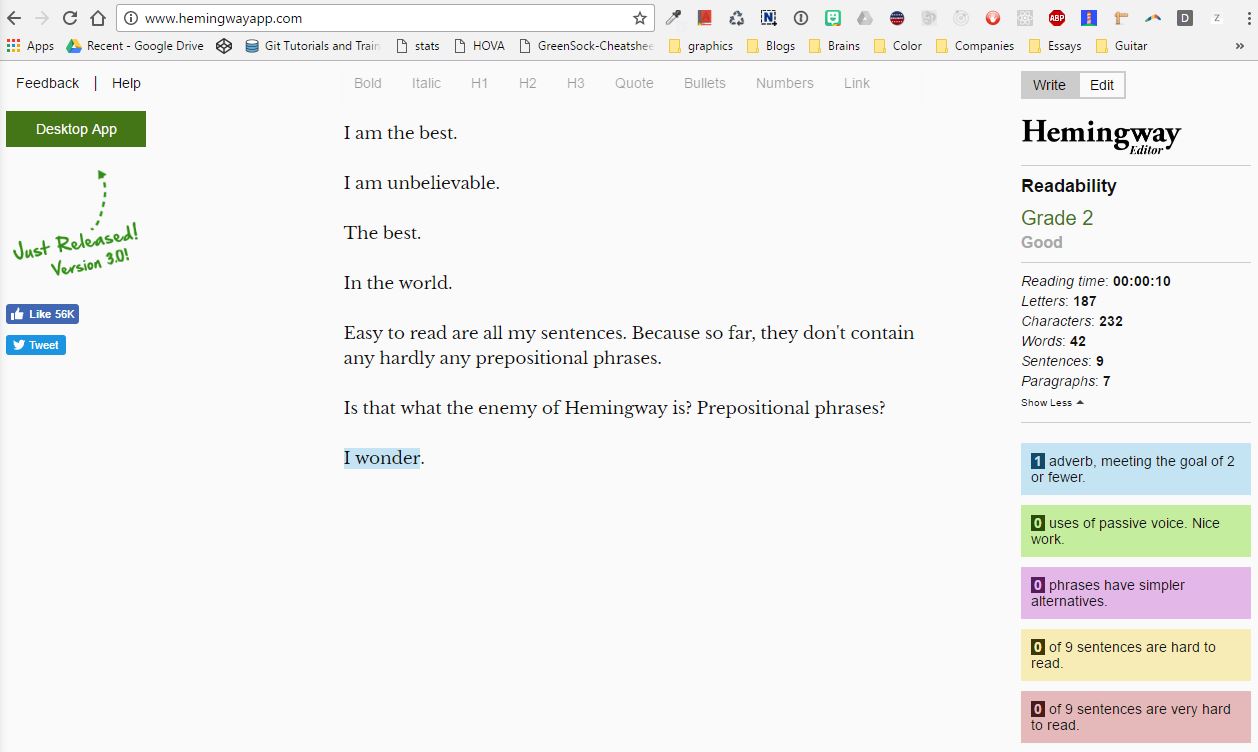 www.hemingwayapp.com
ABP
D
Z
Apps
Recent - Google Drive
Git Tutorials and Train
stats
HOVA
GreenSock-Cheatshee
graphics
Blogs
Brains
Color
Companies
Essays
Guitar
»
Feedback | Help
Bold Italic H1 H2 H3 Quote Bullets Numbers Link
Write Edit
Desktop App
Just Released!
Version 3.0!
Like 56K
Tweet
I am the best.
I am unbelievable.
The best.
In the world.
Easy to read are all my sentences. Because so far, they don't contain
any hardly any prepositional phrases.
Is that what the enemy of Hemingway is? Prepositional phrases?
I wonder.
Hemingway
Editor
Readability
Grade 2
Good
Reading time: 00:00:10
Letters: 187
Characters: 232
Words: 42
Sentences: 9
Paragraphs: 7
Show Less
1 adverb, meeting the goal of 2
or fewer.
0 uses of passive voice. Nice
work.
0 phrases have simpler
alternatives.
0 of 9 sentences are hard to
read.
0 of 9 sentences are very hard
to read.